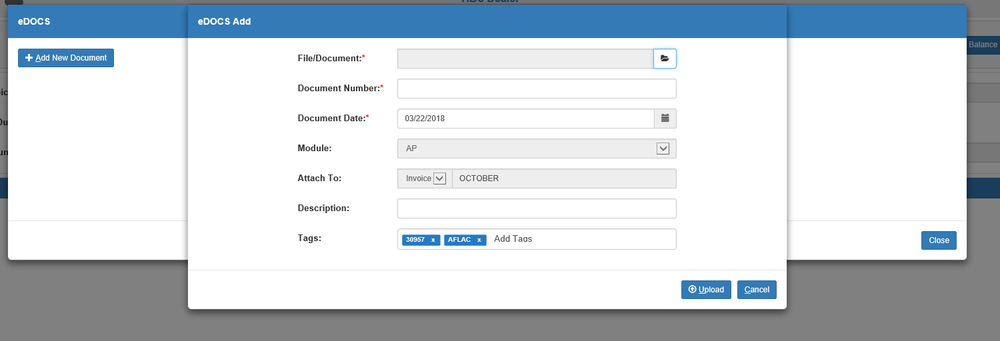 eDOCS
eDOCS Add
Add New Document
Balance
File/Document:*
Document Number:*
Document Date:* 03/22/2018
Module: AP
Attach To: Invoice OCTOBER
Description:
Tags: 30957 x AFLAC x Add Tags
Close
Upload Cancel